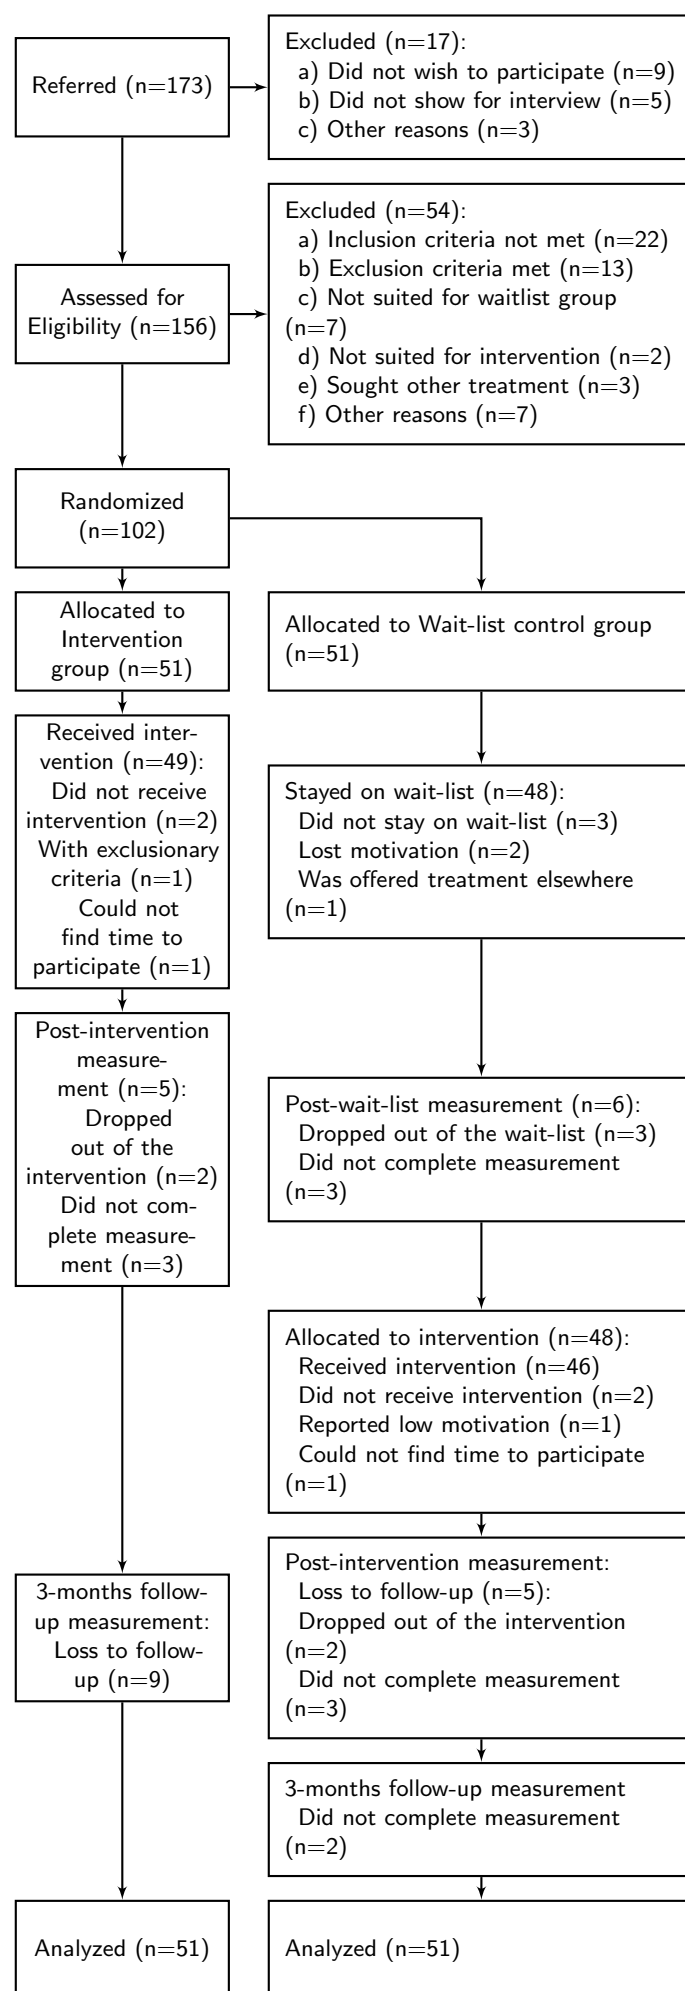 Referred (n=173)
Excluded (n=17):
a) Did not wish to participate (n=9)
b) Did not show for interview (n=5)
c) Other reasons (n=3)
Assessed for
Eligibility (n=156)
Excluded (n=54):
a) Inclusion criteria not met (n=22)
b) Exclusion criteria met (n=13)
c) Not suited for waitlist group
(n=7)
d) Not suited for intervention (n=2)
e) Sought other treatment (n=3)
f) Other reasons (n=7)
Randomized
(n=102)
Allocated to
Intervention
group (n=51)
Allocated to Wait-list control group
(n=51)
Received inter-
vention (n=49):
Did not receive
intervention (n=2)
With exclusionary
criteria (n=1)
Could not
find time to
participate (n=1)
Stayed on wait-list (n=48):
Did not stay on wait-list (n=3)
Lost motivation (n=2)
Was offered treatment elsewhere
(n=1)
Post-intervention
measure-
ment (n=5):
Dropped
out of the
intervention (n=2)
Did not com-
plete measure-
ment (n=3)
Post-wait-list measurement (n=6):
Dropped out of the wait-list (n=3)
Did not complete measurement
(n=3)
Allocated to intervention (n=48):
Received intervention (n=46)
Did not receive intervention (n=2)
Reported low motivation (n=1)
Could not find time to participate
(n=1)
3-months follow-
up measurement:
Loss to follow-
up (n=9)
Post-intervention measurement:
Loss to follow-up (n=5):
Dropped out of the intervention
(n=2)
Did not complete measurement
(n=3)
3-months follow-up measurement
Did not complete measurement
(n=2)
Analyzed (n=51)
Analyzed (n=51)